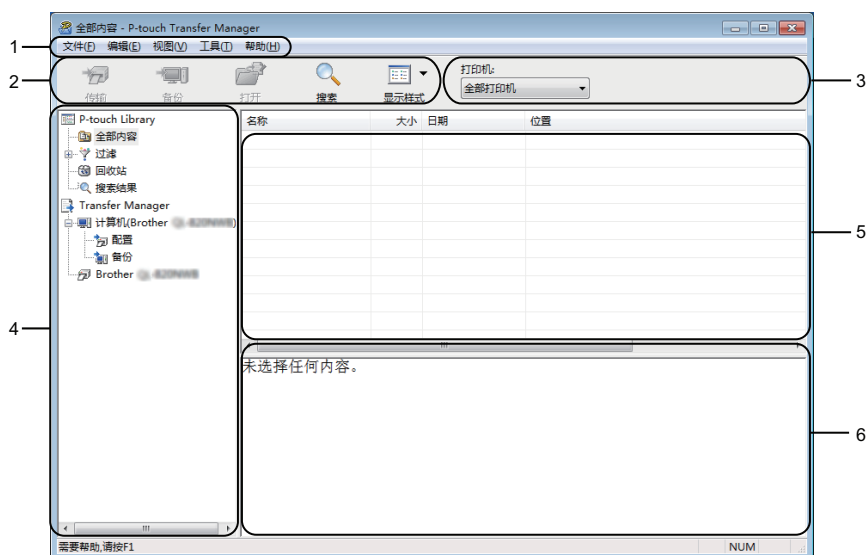 全部内容 - P-touch Transfer Manager
1
文件(F) 编辑(E) 视图(V) 工具(T) 帮助(H)
2
传输 备份 打开 搜索 显示样式
打印机:
全部打印机
3
P-touch Library
全部内容
过滤
回收站
搜索结果
Transfer Manager
计算机(Brother QL-820NWB)
配置
备份
Brother QL-820NWB
4
名称 大小 日期 位置
5
未选择任何内容。
6
需要帮助,请按F1
NUM